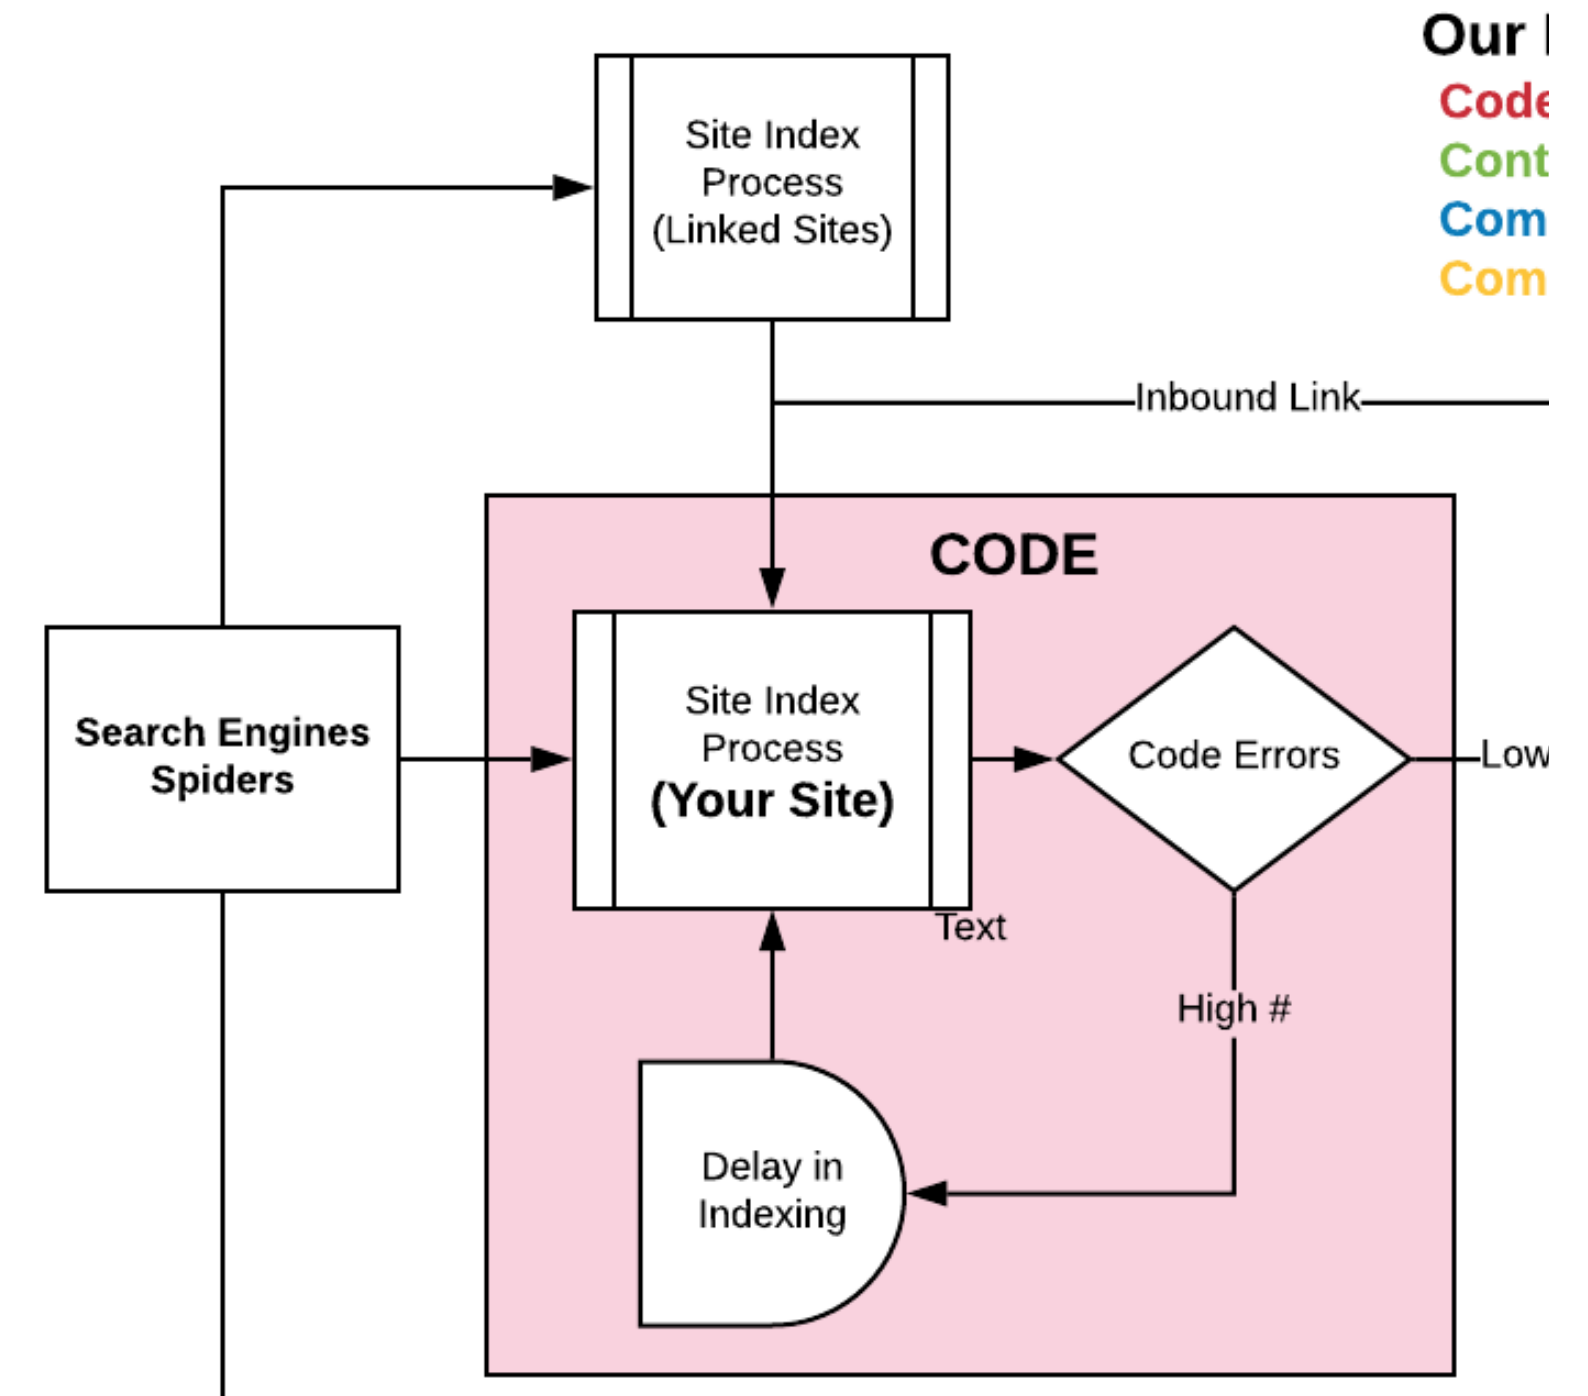 Our
Code
Cont
Com
Com
Site Index
Process
(Linked Sites)
Inbound Link
CODE
Search Engines
Spiders
Site Index
Process
(Your Site)
Code Errors
Low
Text
High #
Delay in
Indexing